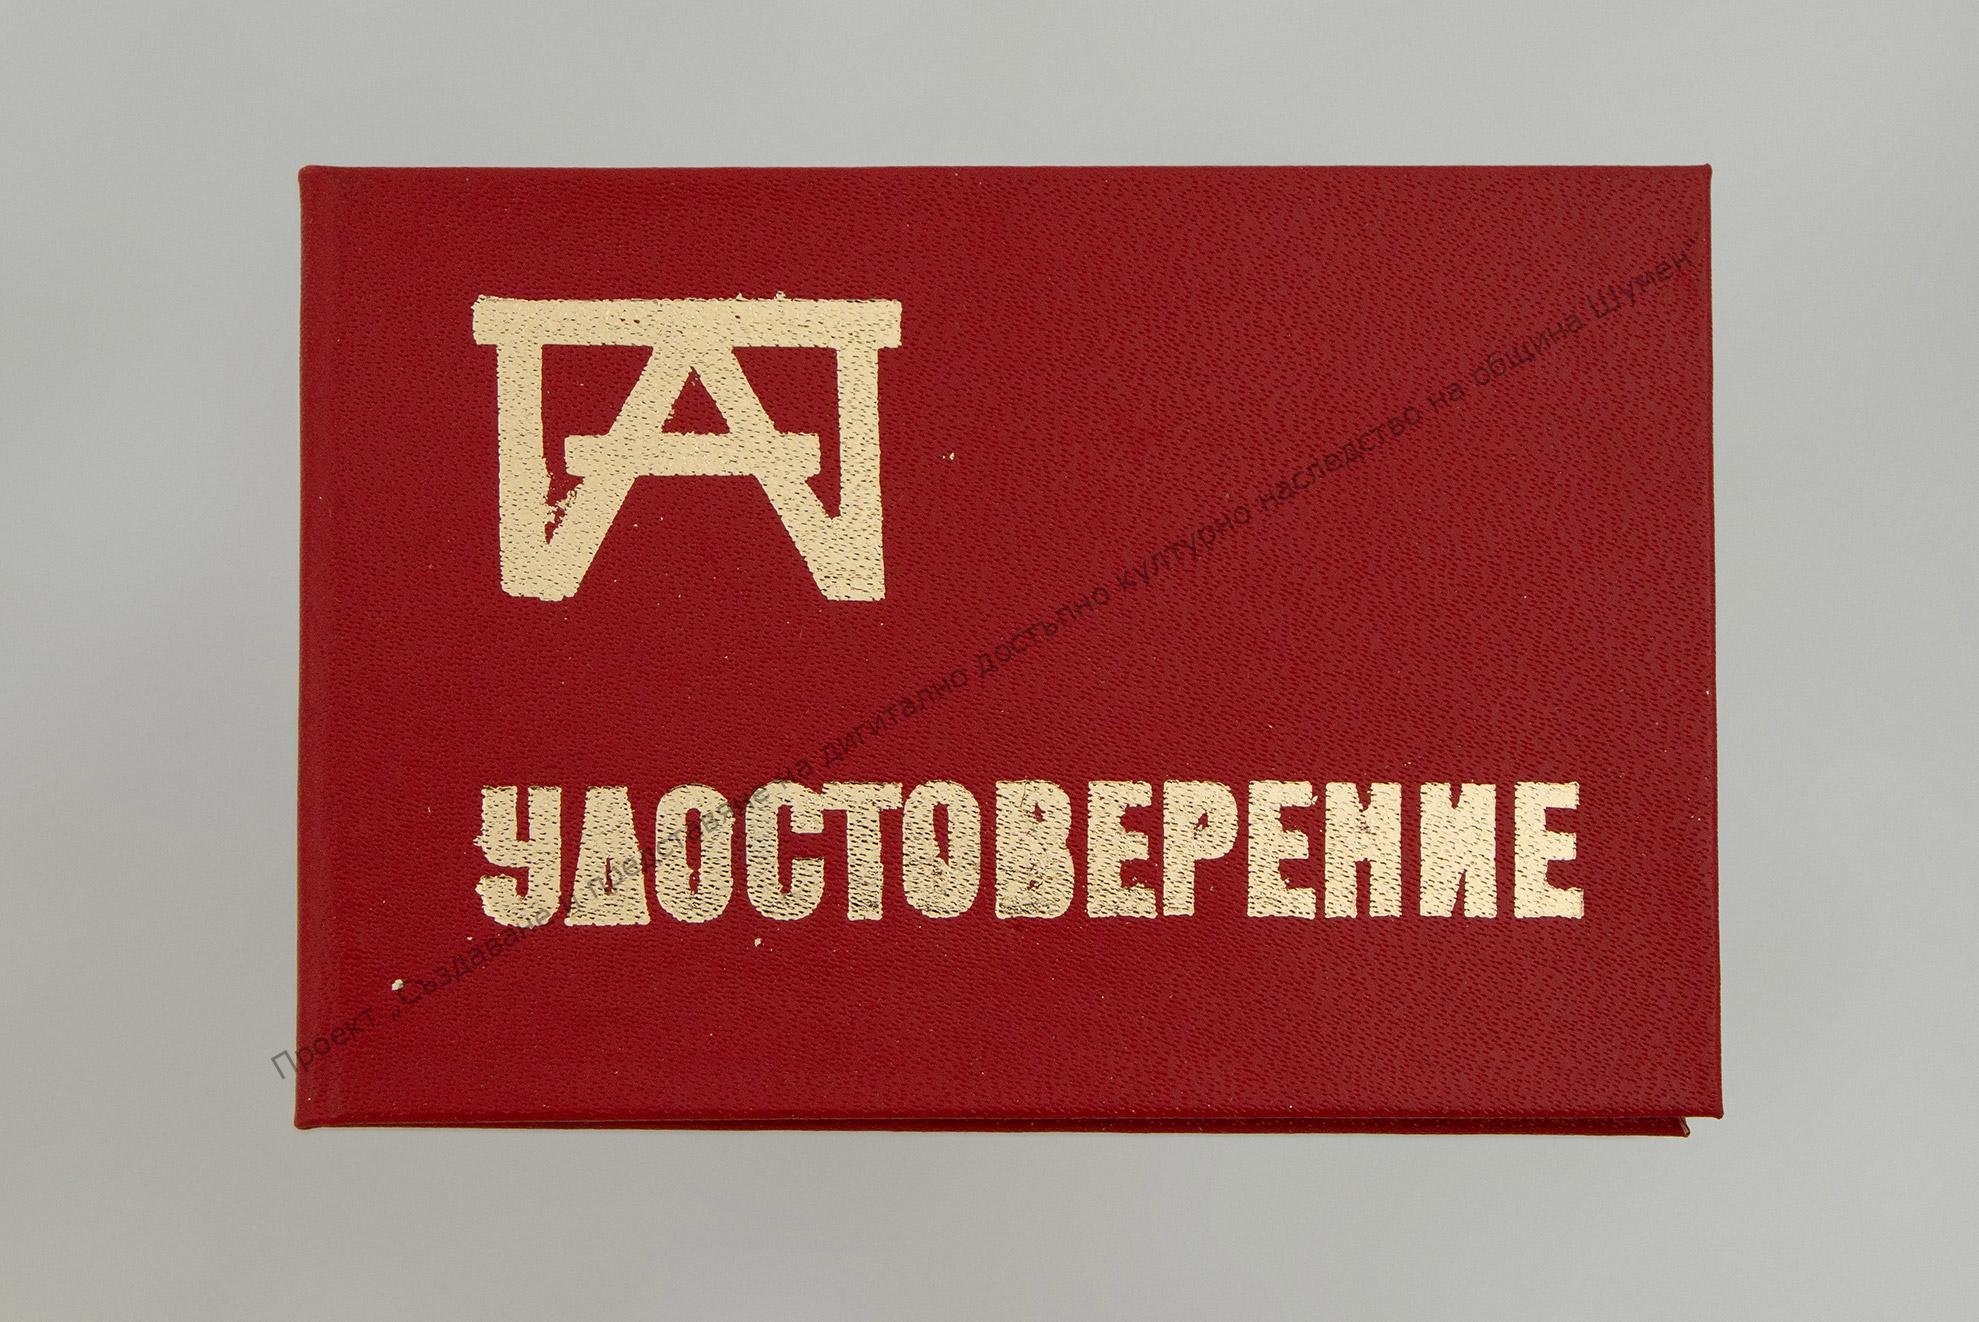 УДОСТОВЕРЕНИЕ
Проект „Създаване и представяне на дигитално достъпно културно наследство на община Шумен“